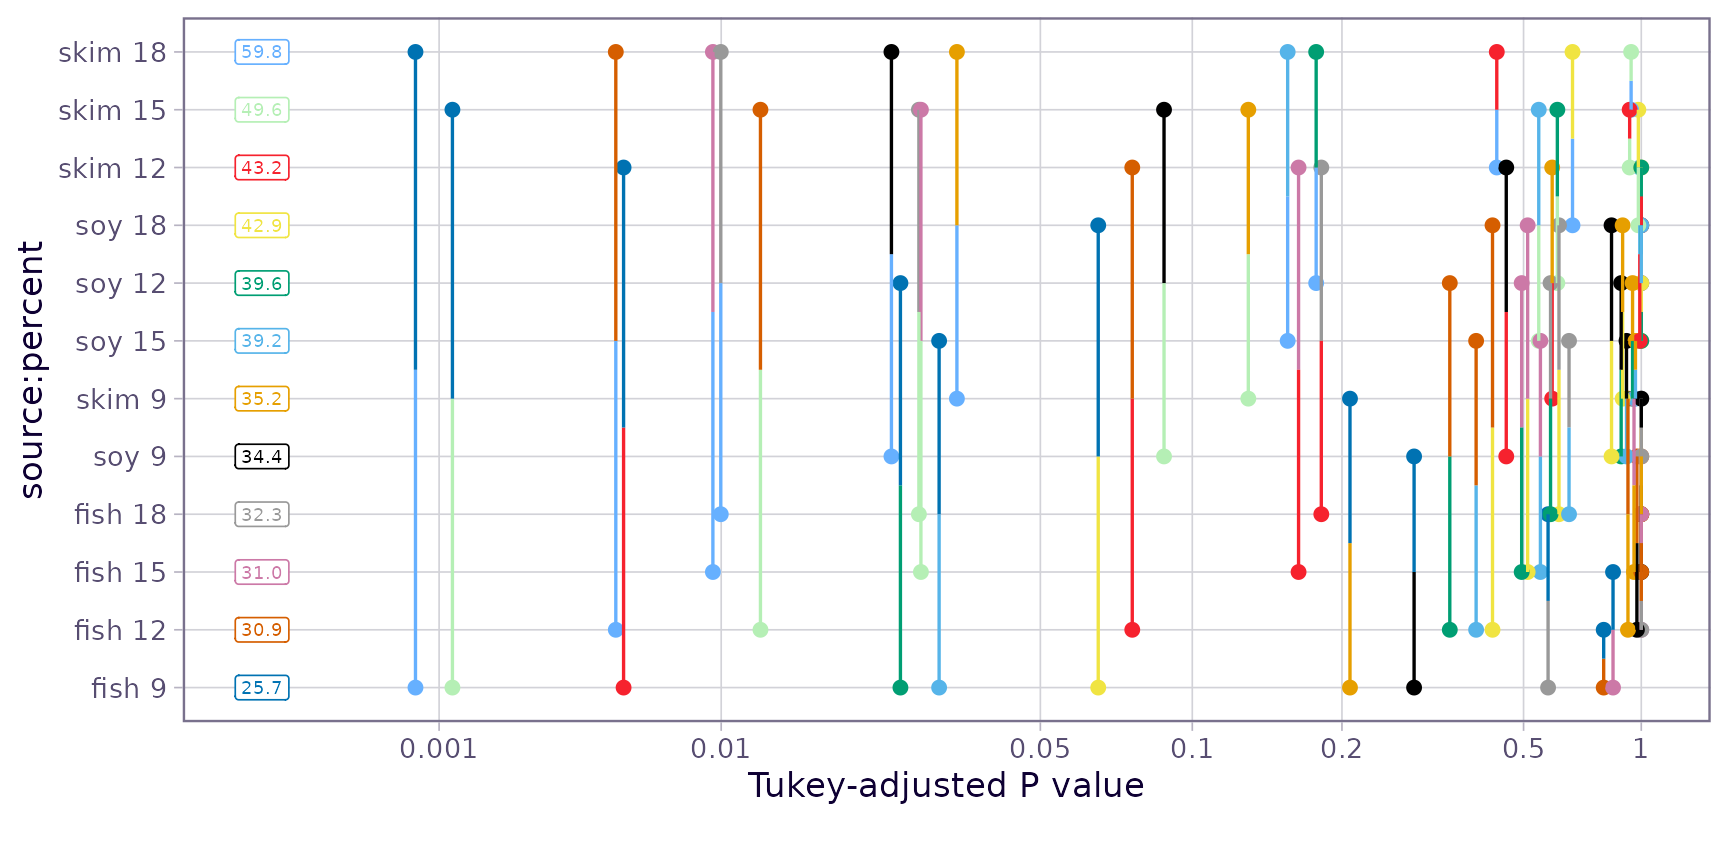 skim 18 59.8
skim 15 49.6
skim 12 43.2
soy 18 42.9
soy 12 39.6
soy 15 39.2
skim 9 35.2
soy 9 34.4
fish 18 32.3
fish 15 31.0
fish 12 30.9
fish 9 25.7
source:percent
0.001 0.01 0.05 0.1 0.2 0.5 1
Tukey-adjusted P value